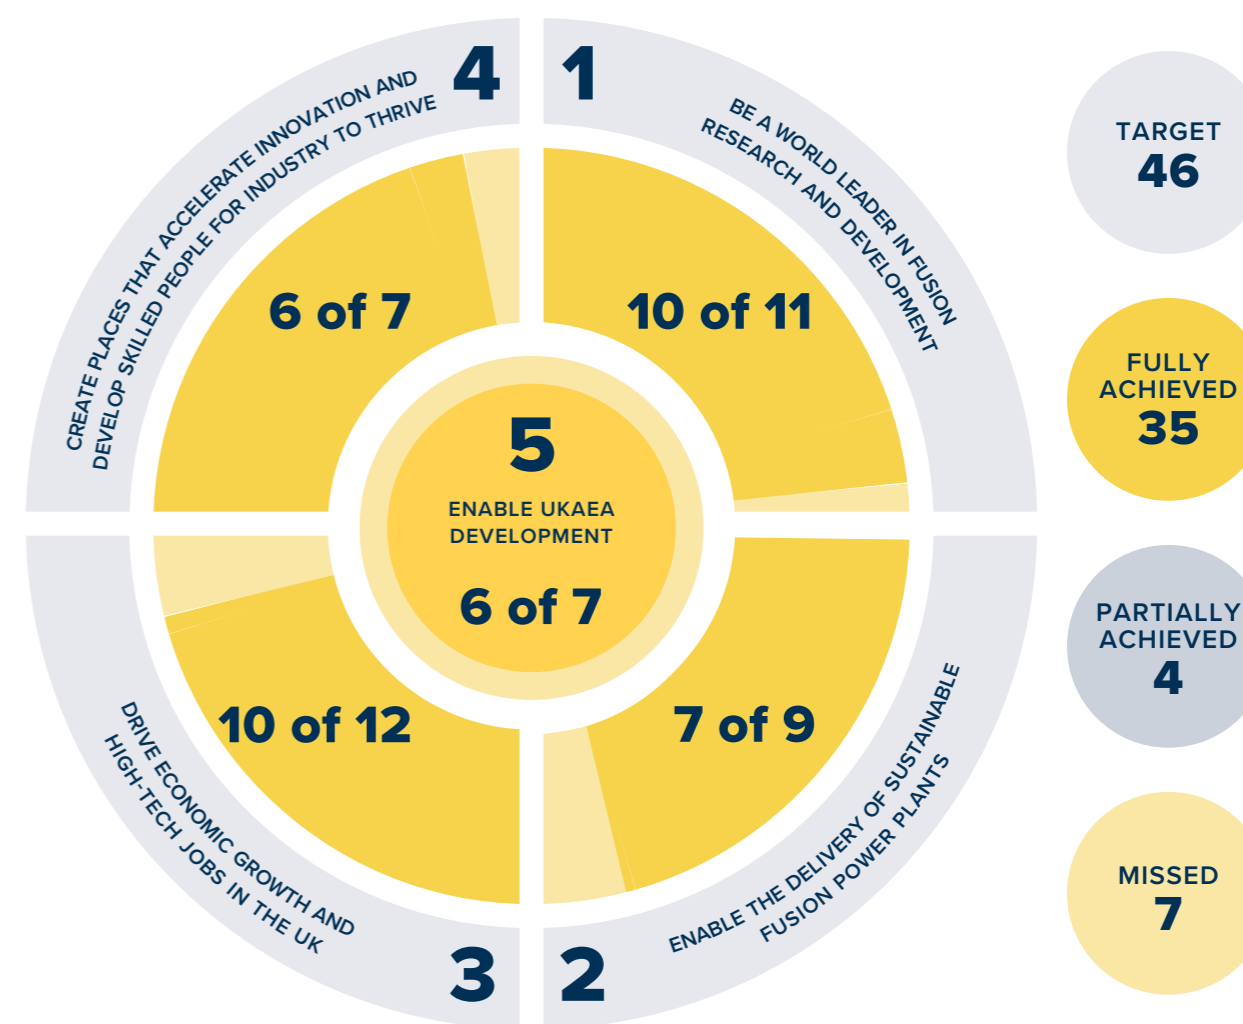 4
CREATE PLACES THAT ACCELERATE INNOVATION AND
DEVELOP SKILLED PEOPLE FOR INDUSTRY TO THRIVE
6 of 7
1
BE A WORLD LEADER IN FUSION
RESEARCH AND DEVELOPMENT
10 of 11
5
ENABLE UKAEA
DEVELOPMENT
6 of 7
10 of 12
DRIVE ECONOMIC GROWTH AND
HIGH-TECH JOBS IN THE UK
3
7 of 9
ENABLE THE DELIVERY OF SUSTAINABLE
FUSION POWER PLANTS
2
TARGET
46
FULLY
ACHIEVED
35
PARTIALLY
ACHIEVED
4
MISSED
7